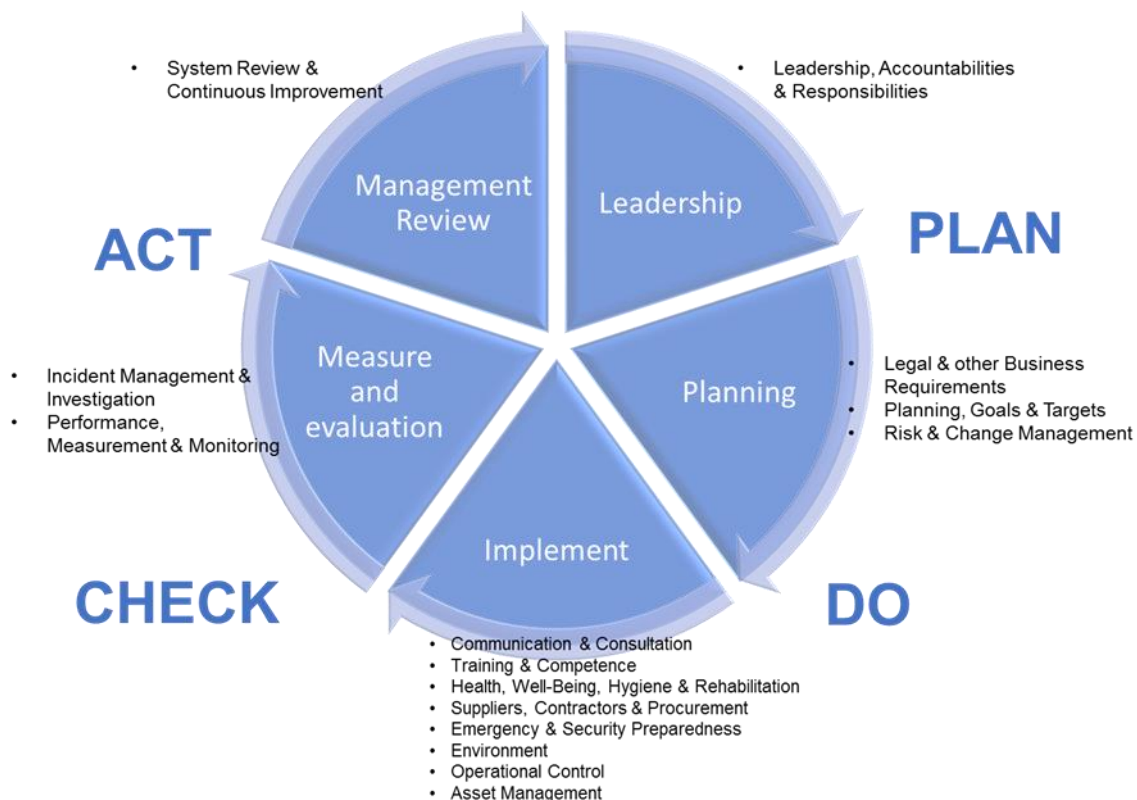 • System Review &
Continuous Improvement
• Leadership, Accountabilities
& Responsibilities
Management
Review
Leadership
ACT
PLAN
Measure
and
evaluation
Planning
• Incident Management &
Investigation
• Performance,
Measurement & Monitoring
• Legal & other Business
Requirements
• Planning, Goals & Targets
• Risk & Change Management
Implement
CHECK
DO
• Communication & Consultation
• Training & Competence
• Health, Well-Being, Hygiene & Rehabilitation
• Suppliers, Contractors & Procurement
• Emergency & Security Preparedness
• Environment
• Operational Control
• Asset Management